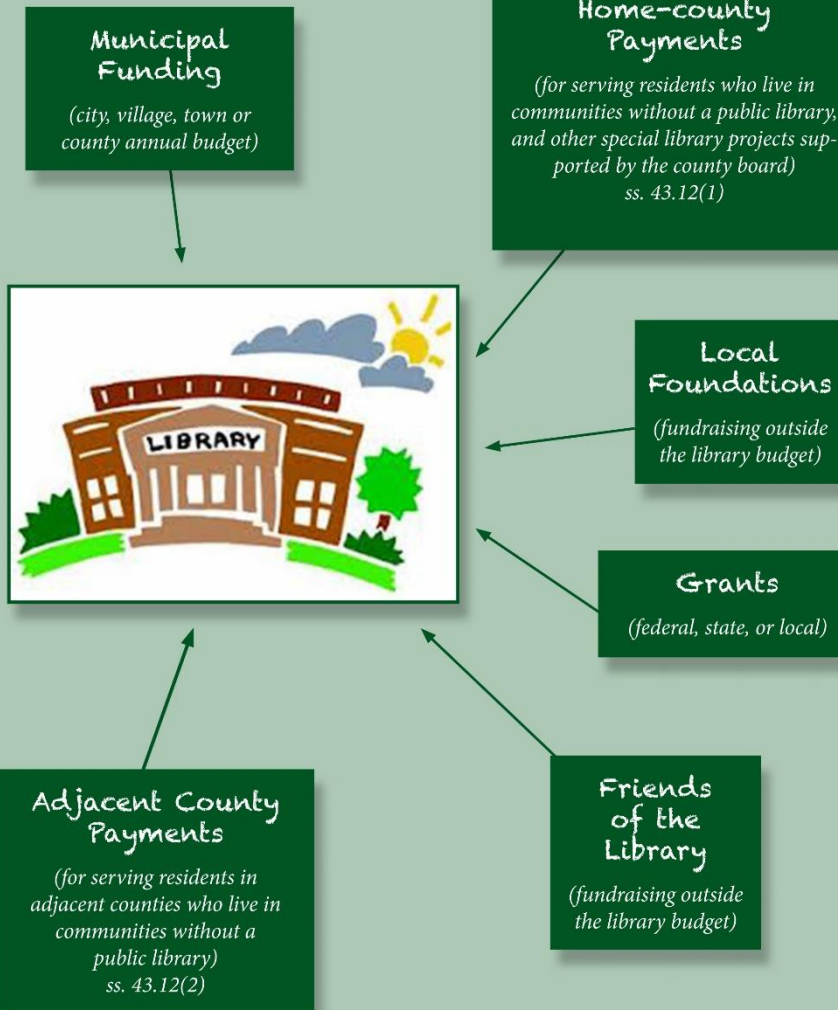 Municipal
Funding
(city, village, town or
county annual budget)
Home-county
Payments
(for serving residents who live in
communities without a public library,
and other special library projects sup-
ported by the county board)
ss. 43.12(1)
LIBRARY
Local
Foundations
(fundraising outside
the library budget)
Grants
(federal, state, or local)
Adjacent County
Payments
(for serving residents in
adjacent counties who live in
communities without a
public library)
ss. 43.12(2)
Friends
of the
Library
(fundraising outside
the library budget)